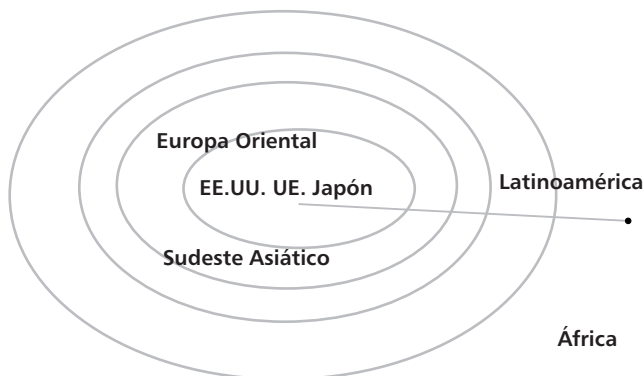 Europa Oriental
EE.UU. UE. Japón
Latinoamérica
Sudeste Asiático
África